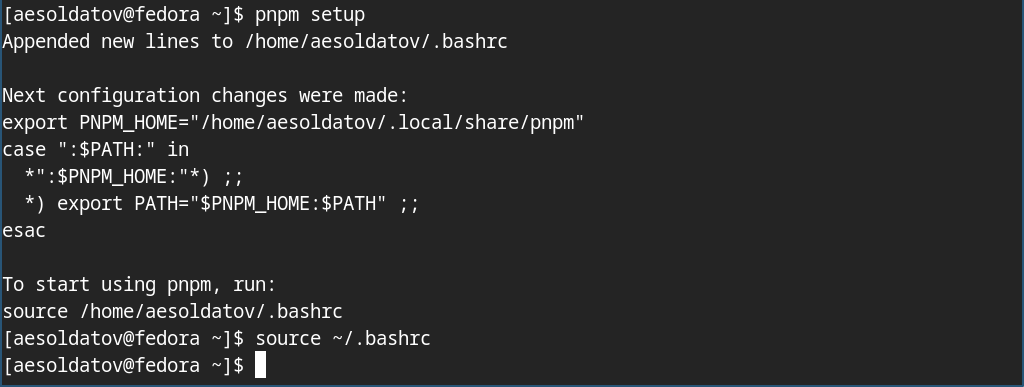 [aesoldatov@fedora ~]$ pnpm setup
Appended new lines to /home/aesoldatov/.bashrc

Next configuration changes were made:
export PNPM_HOME="/home/aesoldatov/.local/share/pnpm"
case ":$PATH:" in
  *":$PNPM_HOME:"*) ;;
  *) export PATH="$PNPM_HOME:$PATH" ;;
esac

To start using pnpm, run:
source /home/aesoldatov/.bashrc
[aesoldatov@fedora ~]$ source ~/.bashrc
[aesoldatov@fedora ~]$